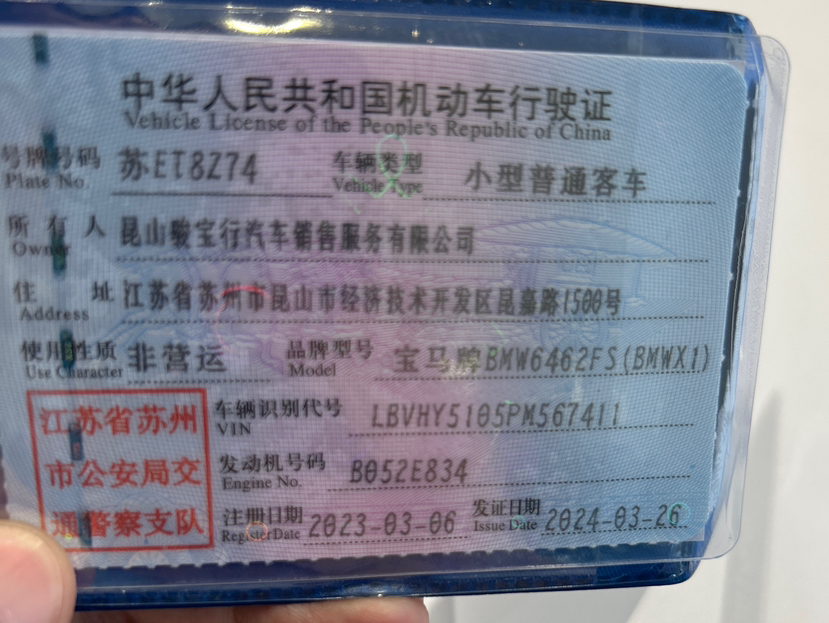 中华人民共和国机动车行驶证
Vehicle License of the People's Republic of China
号牌号码 苏ET8Z74 车辆类型 小型普通客车
Plate No. Vehicle Type
所有人 昆山骏宝行汽车销售服务有限公司
Owner
住址 江苏省苏州市昆山市经济技术开发区昆嘉路1500号
Address
使用性质 非营运 品牌型号 宝马牌BMW6462FS(BMWX1)
Use Character Model
江苏省苏州 车辆识别代号 LBVHY5105PM567411
VIN
市公安局交 发动机号码 B052E834
Engine No.
通警察支队 注册日期 2023-03-06 发证日期 2024-03-26
Register Date Issue Date